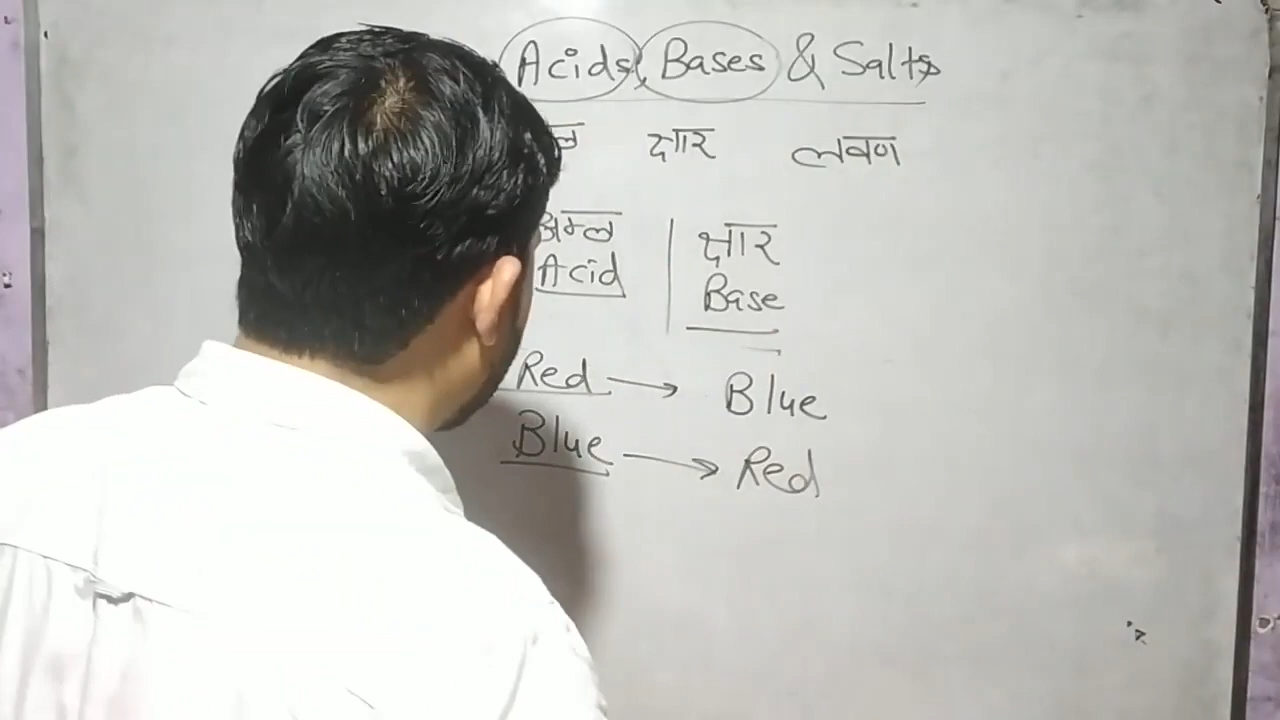 Acids, Bases & Salts
क्षार लवण
अम्ल क्षार
Acid Base
Red → Blue
Blue → Red